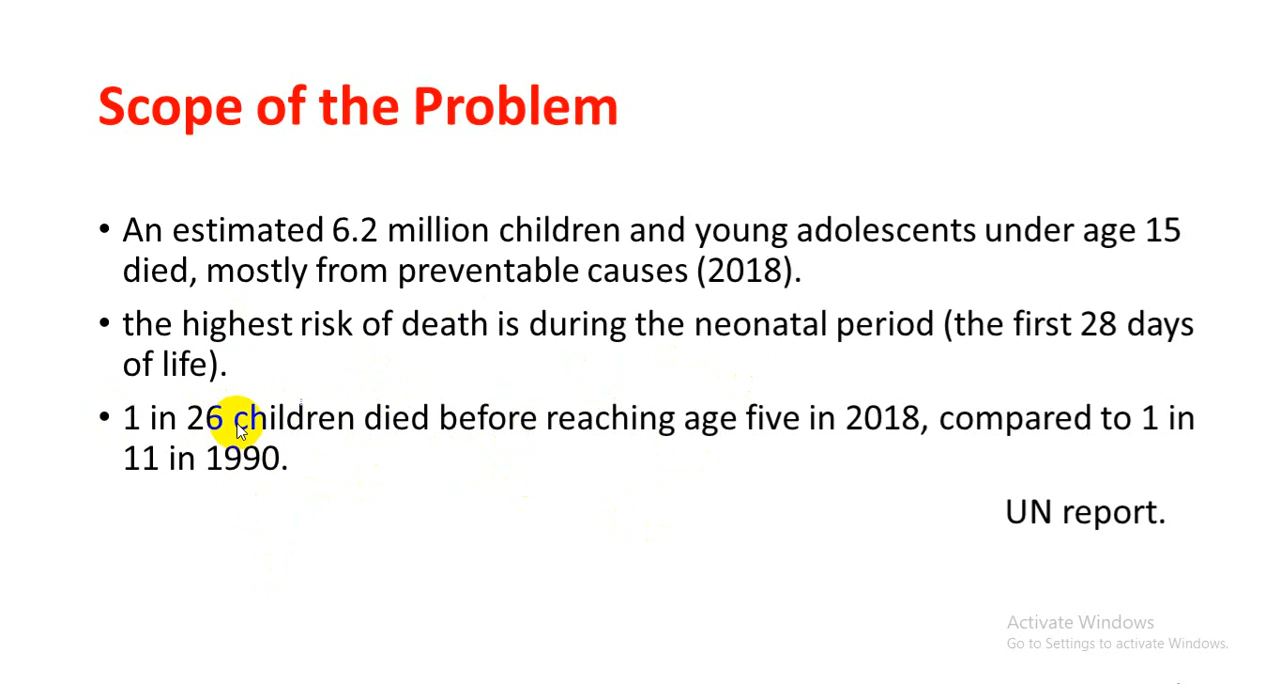 Scope of the Problem
• An estimated 6.2 million children and young adolescents under age 15
died, mostly from preventable causes (2018).
• the highest risk of death is during the neonatal period (the first 28 days
of life).
• 1 in 26 children died before reaching age five in 2018, compared to 1 in
11 in 1990.
UN report.
Activate Windows
Go to Settings to activate Windows.